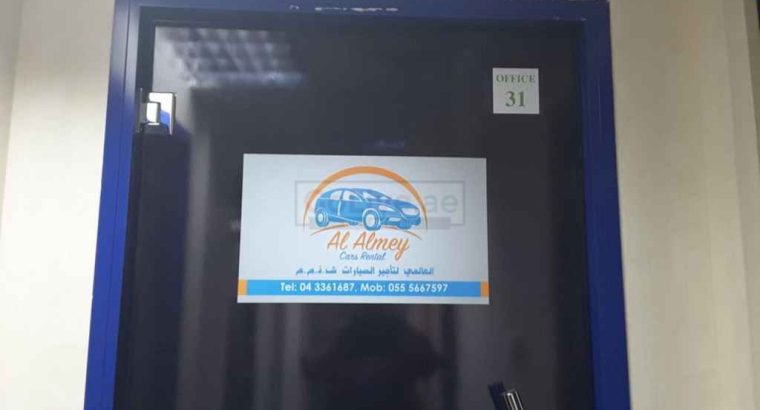 OFFICE
31
Al Almey
Cars Rental
العالمي لتأجير السيارات ش.ذ.م.م
Tel: 04 3361687, Mob: 055 5667597